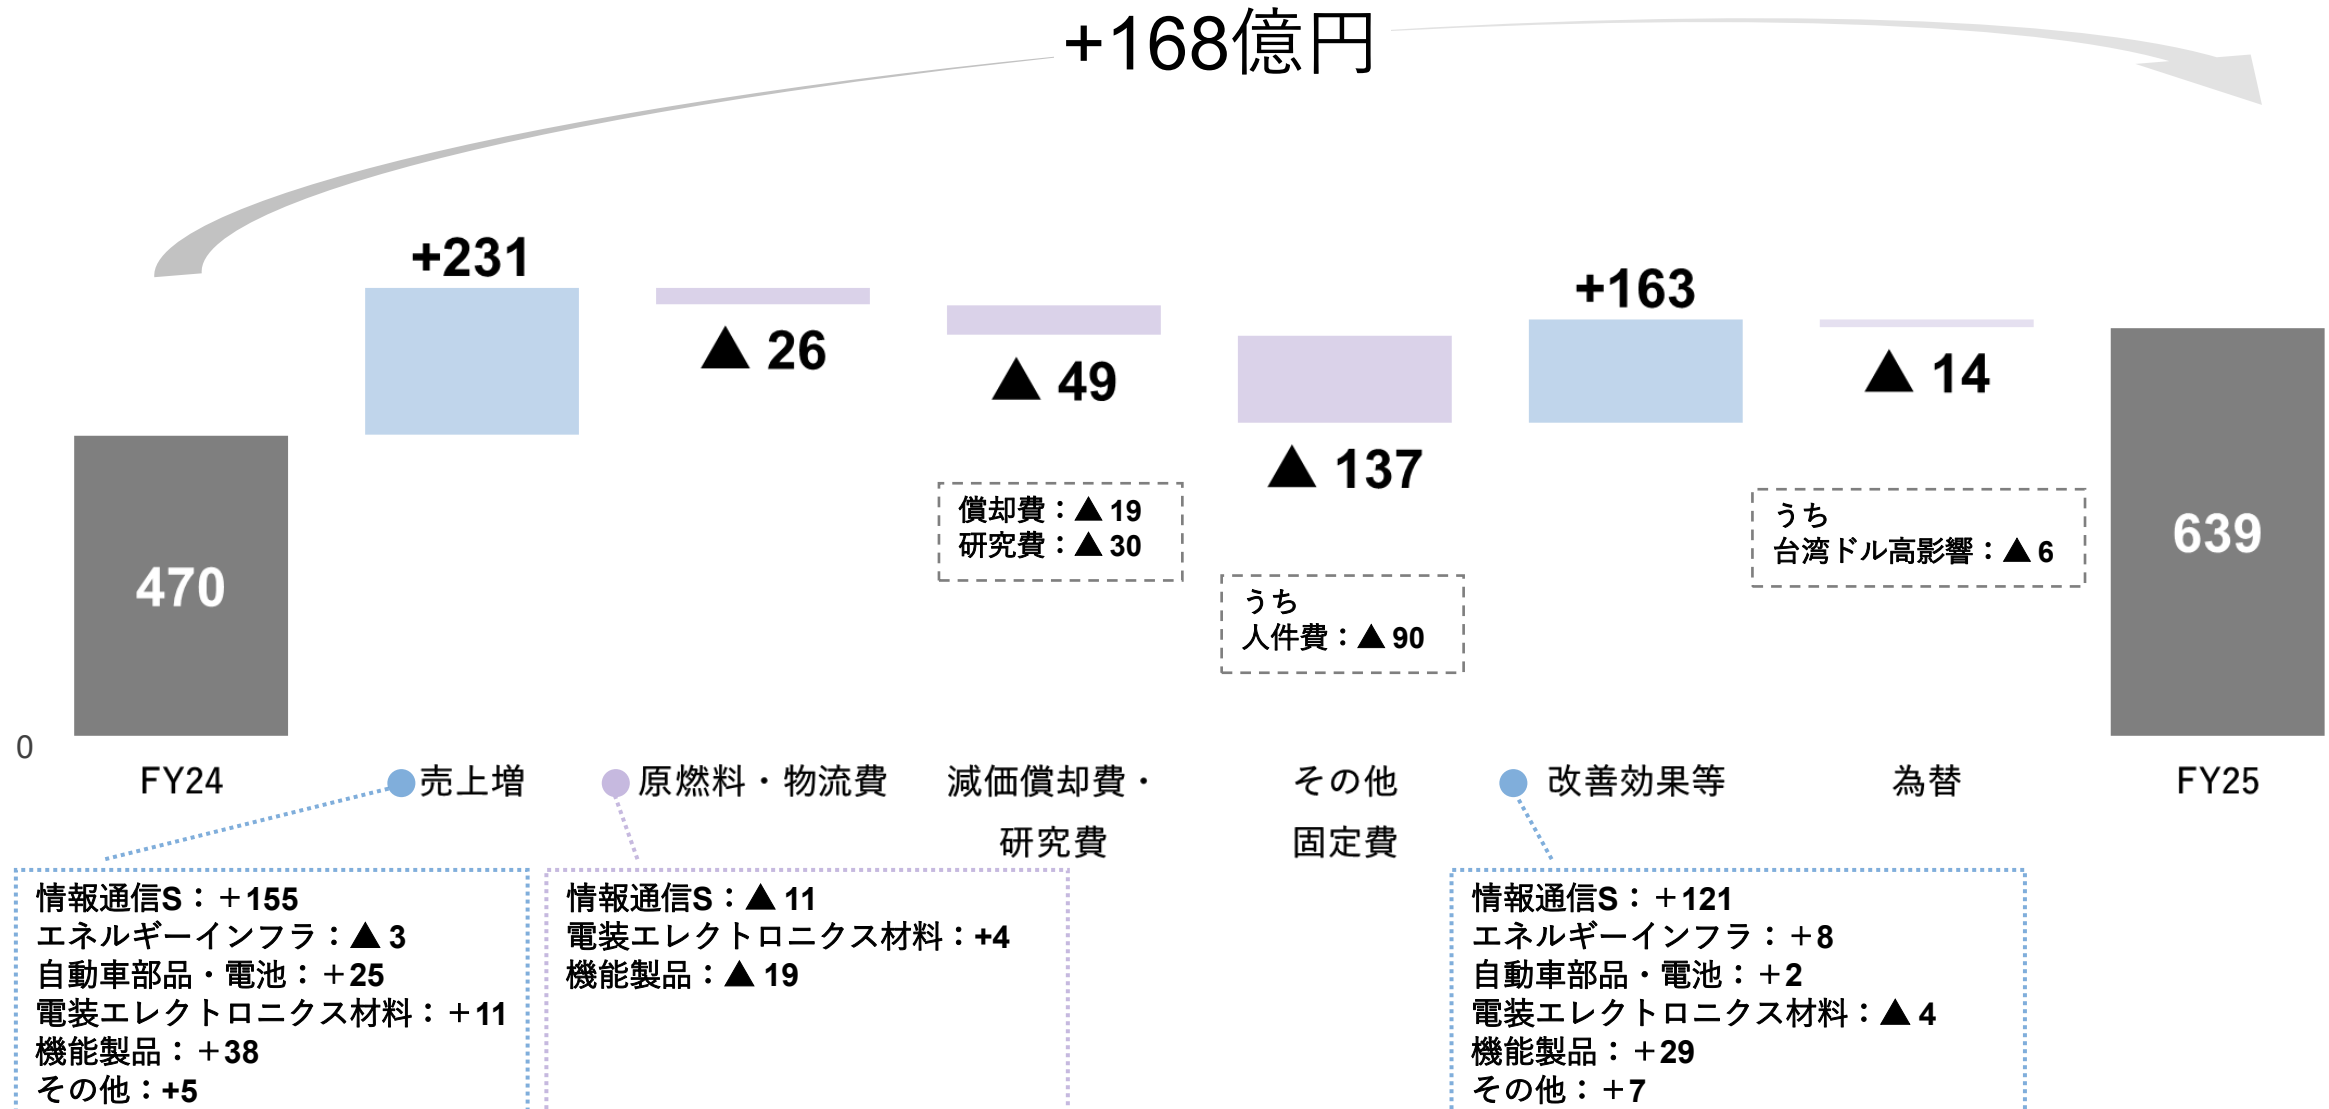 +168億円
+231
▲ 26
▲ 49
▲ 137
+163
▲ 14
470
639
償却費：▲ 19
研究費：▲ 30
うち
人件費：▲ 90
うち
台湾ドル高影響：▲ 6
0
FY24
売上増
原燃料・物流費
減価償却費・
研究費
その他
固定費
改善効果等
為替
FY25
情報通信S：＋155
エネルギーインフラ：▲ 3
自動車部品・電池：＋25
電装エレクトロニクス材料：＋11
機能製品：＋38
その他：+5
情報通信S：▲ 11
電装エレクトロニクス材料：+4
機能製品：▲ 19
情報通信S：＋121
エネルギーインフラ：＋8
自動車部品・電池：＋2
電装エレクトロニクス材料：▲ 4
機能製品：＋29
その他：＋7